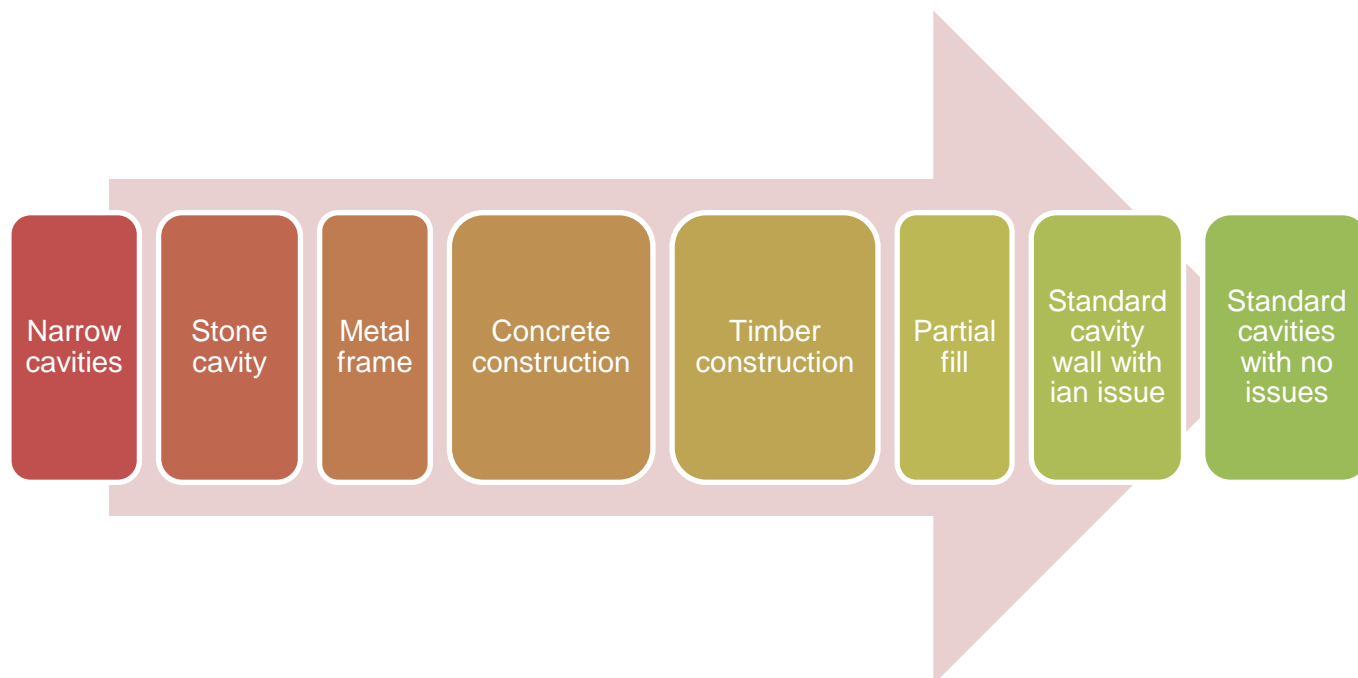 Narrow
cavities
Stone
cavity
Metal
frame
Concrete
construction
Timber
construction
Partial
fill
Standard
cavity
wall with
ian issue
Standard
cavities
with no
issues